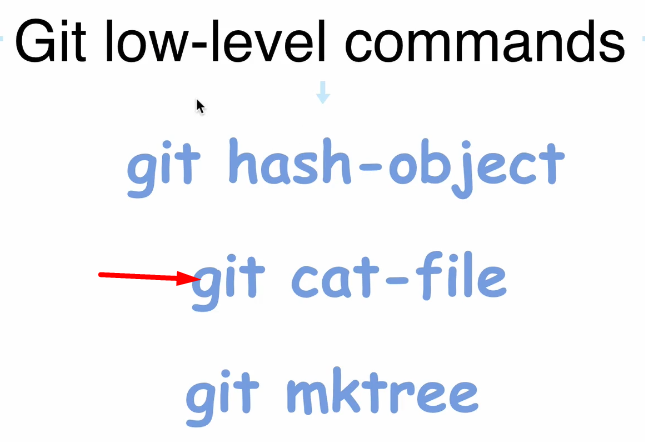 Git low-level commands
git hash-object
git cat-file
git mktree